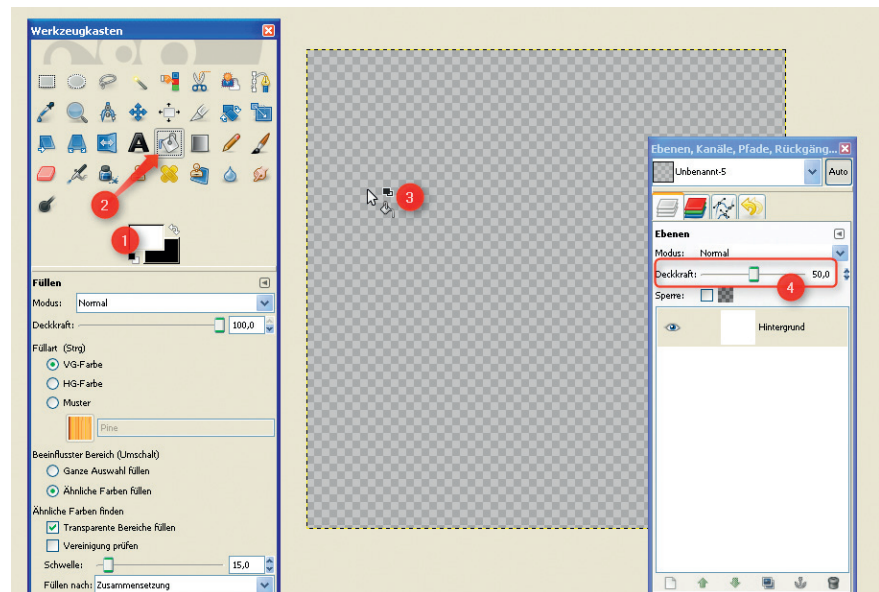 Werkzeugkasten
2
1
Füllen
Modus: Normal
Deckkraft: 100,0
Füllart (Strg)
VG-Farbe
HG-Farbe
Muster
Pine
Beeinflusster Bereich (Umschalt)
Ganze Auswahl füllen
Ähnliche Farben füllen
Ähnliche Farben finden
Transparente Bereiche füllen
Vereinigung prüfen
Schwelle: 15,0
Füllen nach: Zusammensetzung
3
Ebenen, Kanäle, Pfade, Rückgäng...
Unbenannt-5 Auto
Ebenen
Modus: Normal
Deckkraft: 50,0
4
Sperre:
Hintergrund